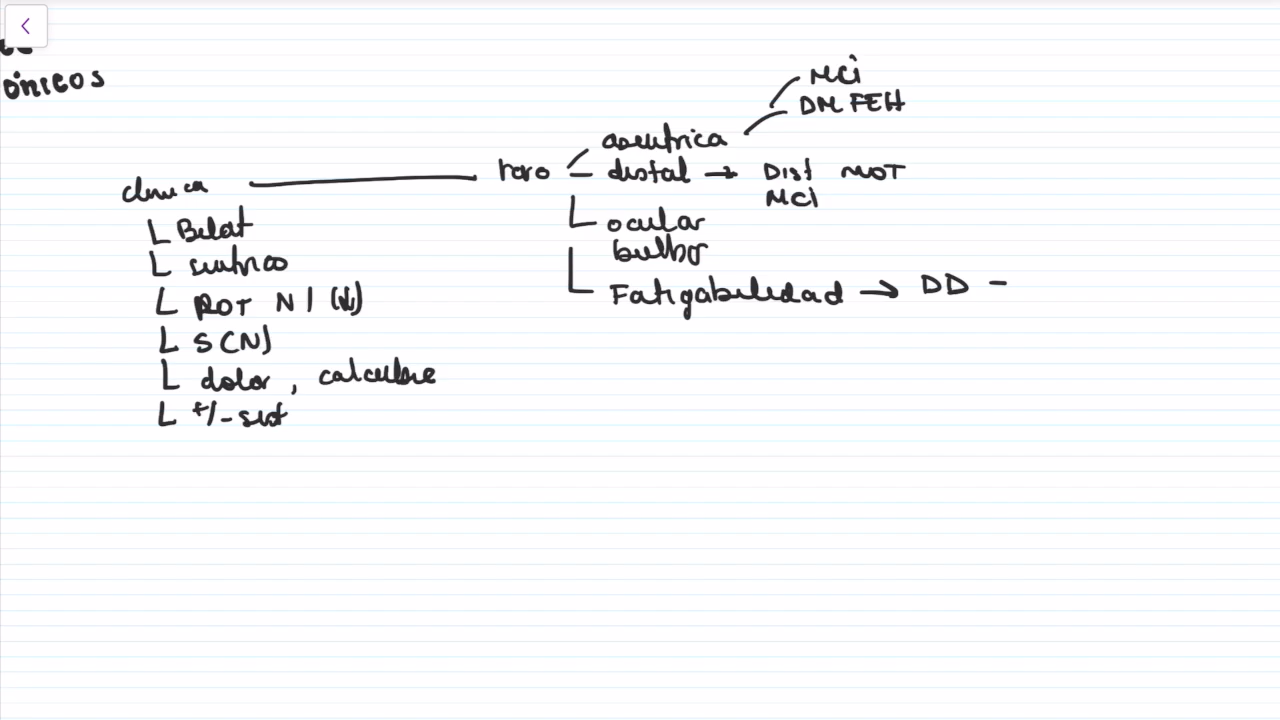 ónicos
clínica
Bilat
simétrico
ROT N / (↓)
S (N)
dolor, calambre
+/- sist
raro
asimétrica
MCI
DM FEH
distal → Dist MOT
MCI
ocular
bulbar
Fatigabilidad → DD -